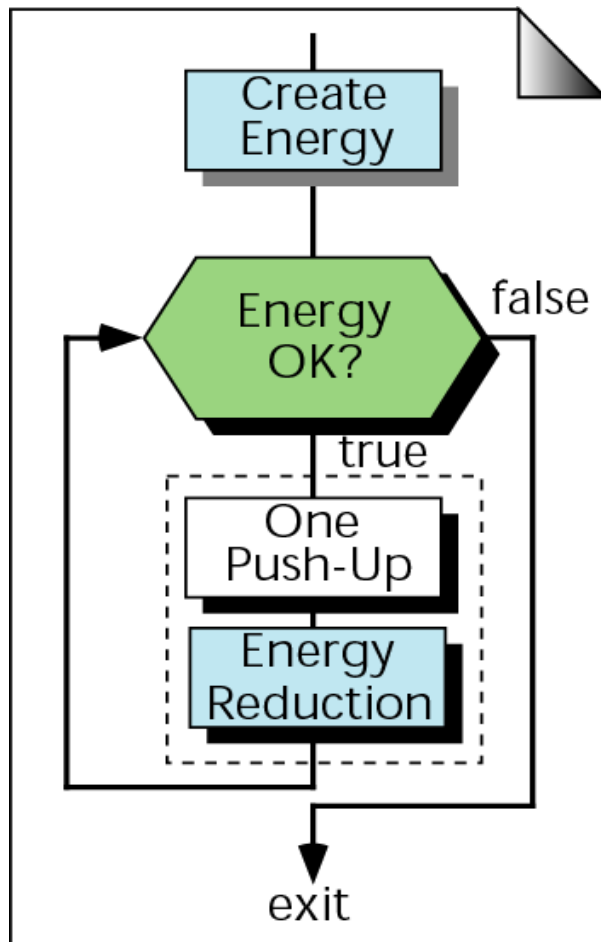 Create
Energy
Energy
OK?
false
true
One
Push-Up
Energy
Reduction
exit